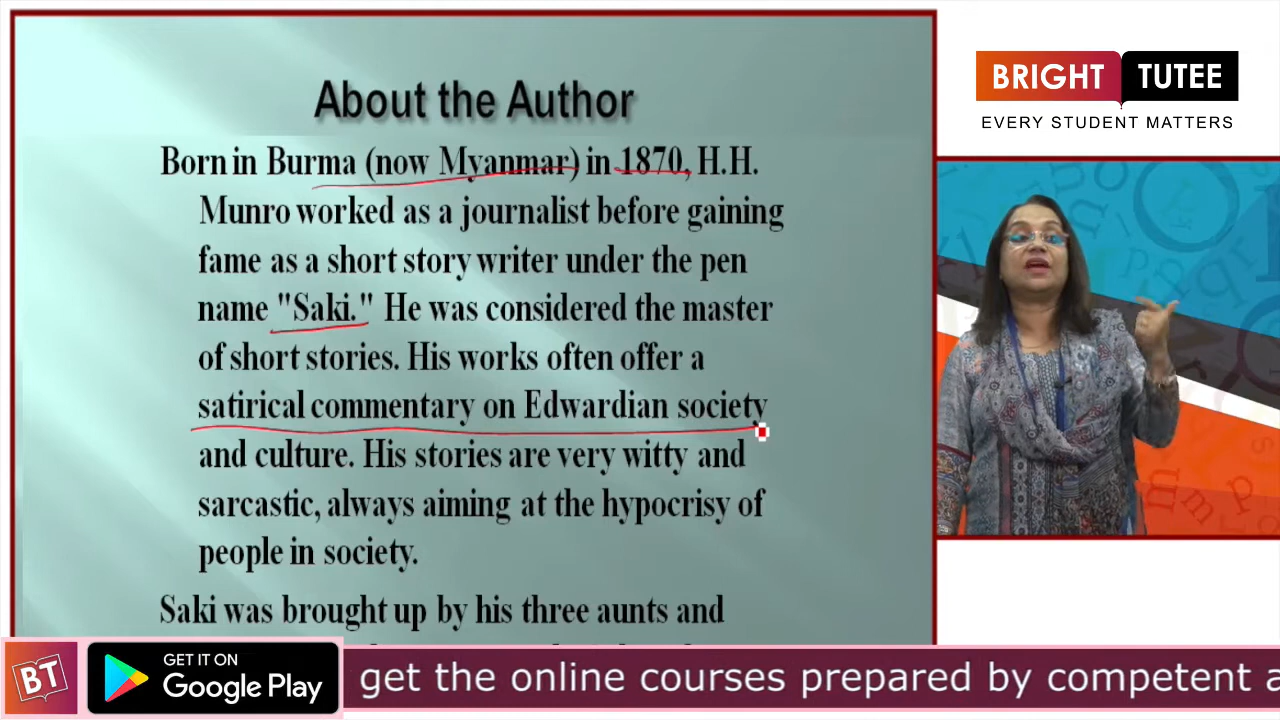 About the Author
Born in Burma (now Myanmar) in 1870, H.H.
Munro worked as a journalist before gaining
fame as a short story writer under the pen
name "Saki." He was considered the master
of short stories. His works often offer a
satirical commentary on Edwardian society
and culture. His stories are very witty and
sarcastic, always aiming at the hypocrisy of
people in society.
Saki was brought up by his three aunts and
BRIGHT TUTEE
EVERY STUDENT MATTERS
BT
GET IT ON
Google Play
get the online courses prepared by competent a